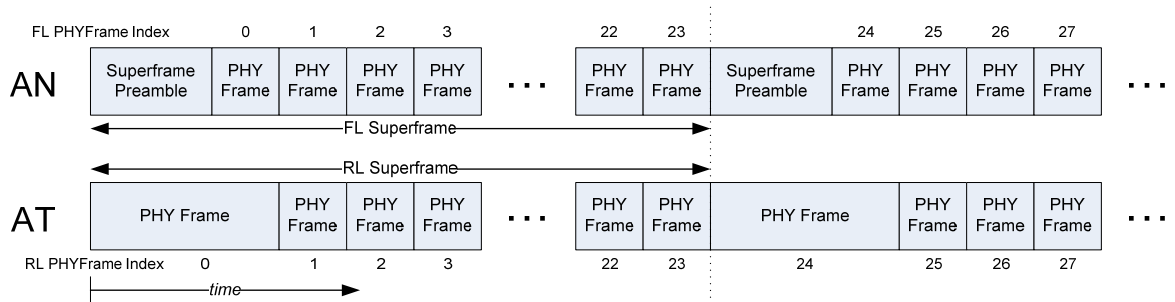 FL PHYFrame Index 0 1 2 3 22 23 24 25 26 27
AN
Superframe Preamble
PHY Frame
PHY Frame
PHY Frame
PHY Frame
...
PHY Frame
PHY Frame
Superframe Preamble
PHY Frame
PHY Frame
PHY Frame
PHY Frame
...
FL Superframe
RL Superframe
AT
PHY Frame
PHY Frame
PHY Frame
PHY Frame
...
PHY Frame
PHY Frame
PHY Frame
PHY Frame
PHY Frame
PHY Frame
...
RL PHYFrame Index 0 1 2 3 22 23 24 25 26 27
time